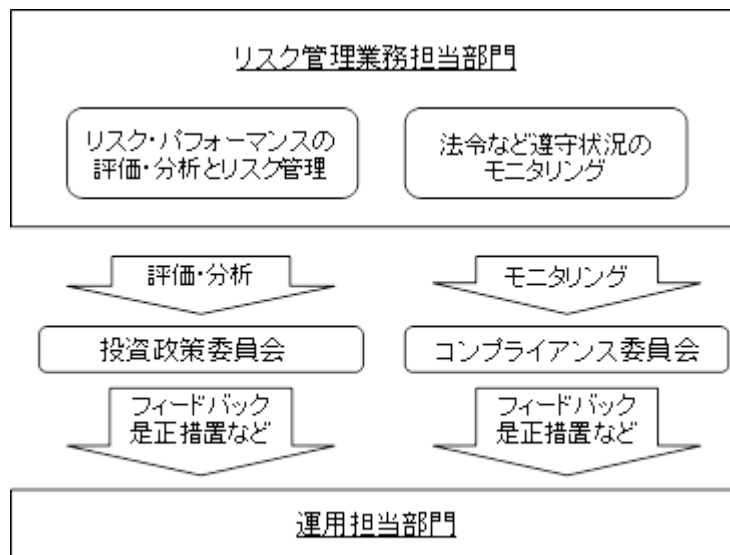 リスク管理業務担当部門
リスク・パフォーマンスの
評価・分析とリスク管理
法令など遵守状況の
モニタリング
評価・分析
モニタリング
投資政策委員会
コンプライアンス委員会
フィードバック
是正措置など
フィードバック
是正措置など
運用担当部門